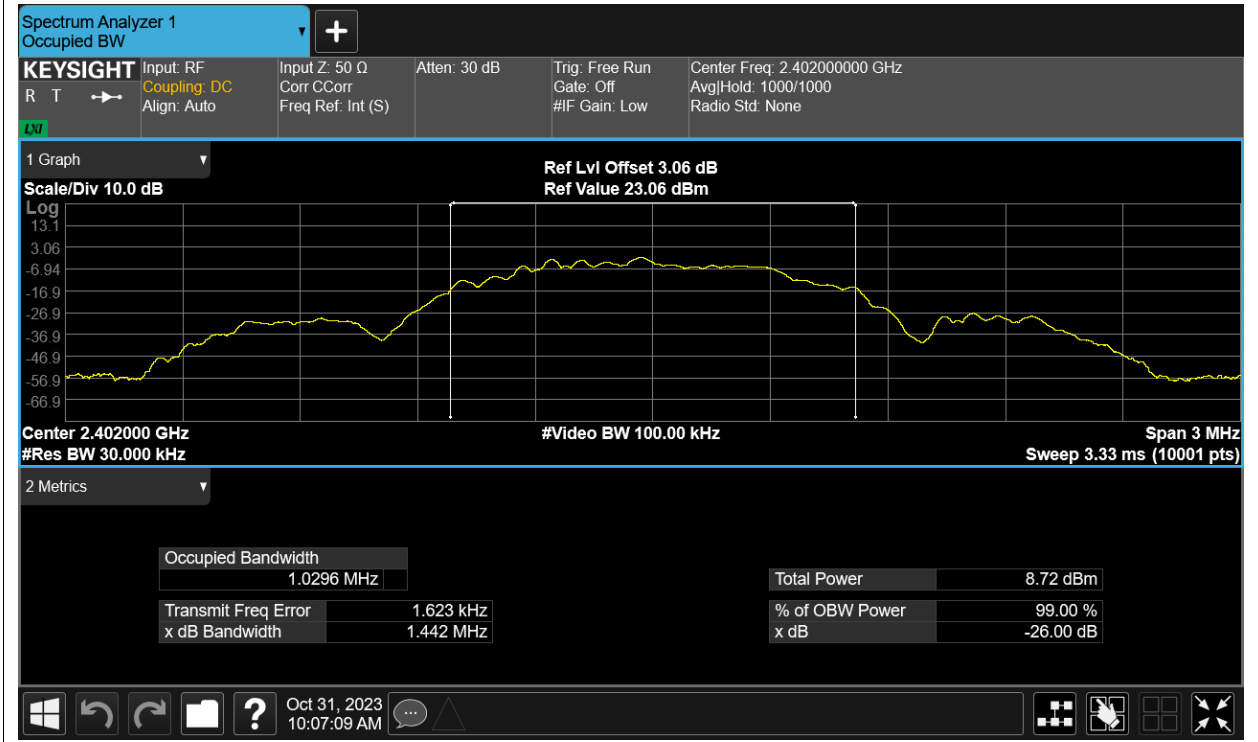 Spectrum Analyzer 1
Occupied BW
KEYSIGHT
R T
LXI
Input: RF
Coupling: DC
Align: Auto
Input Z: 50 Ω
Corr CCorr
Freq Ref: Int (S)
Atten: 30 dB
Trig: Free Run
Gate: Off
#IF Gain: Low
Center Freq: 2.402000000 GHz
Avg|Hold: 1000/1000
Radio Std: None
1 Graph
Scale/Div 10.0 dB
Ref Lvl Offset 3.06 dB
Ref Value 23.06 dBm
Log
13.1
3.06
-6.94
-16.9
-26.9
-36.9
-46.9
-56.9
-66.9
Center 2.402000 GHz
#Video BW 100.00 kHz
Span 3 MHz
#Res BW 30.000 kHz
Sweep 3.33 ms (10001 pts)
2 Metrics
Occupied Bandwidth
1.0296 MHz
Total Power 8.72 dBm
Transmit Freq Error 1.623 kHz
% of OBW Power 99.00 %
x dB Bandwidth 1.442 MHz
x dB -26.00 dB
?
Oct 31, 2023
10:07:09 AM